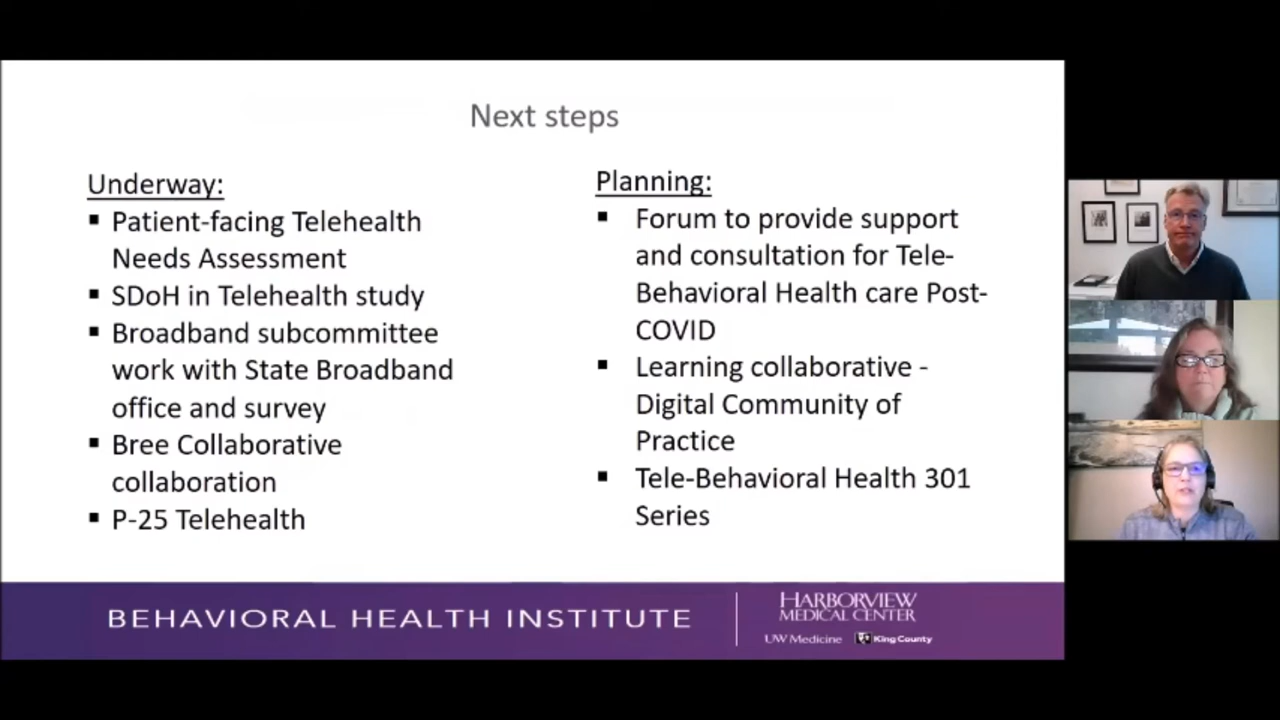 Next steps
Underway:
▪ Patient-facing Telehealth
Needs Assessment
▪ SDoH in Telehealth study
▪ Broadband subcommittee
work with State Broadband
office and survey
▪ Bree Collaborative
collaboration
▪ P-25 Telehealth
Planning:
▪ Forum to provide support
and consultation for Tele-
Behavioral Health care Post-
COVID
▪ Learning collaborative -
Digital Community of
Practice
▪ Tele-Behavioral Health 301
Series
BEHAVIORAL HEALTH INSTITUTE
HARBORVIEW
MEDICAL CENTER
UW Medicine King County